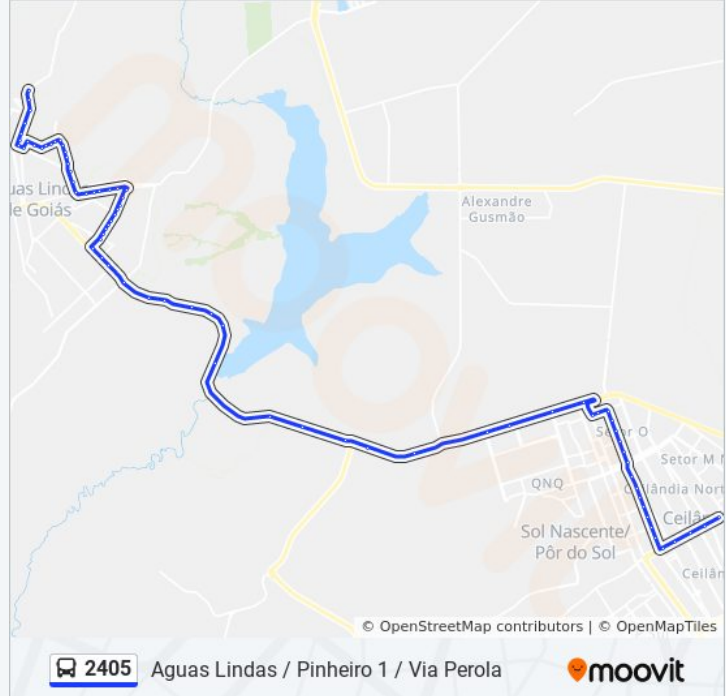 Alexandre
Gusmão
uas Lind
de Goiás
Setor O
Setor M N
QNQ
Ceilândia Nort
Ceilân
Sol Nascente/
Pôr do Sol
Ceilân
© OpenStreetMap contributors | © OpenMapTiles
2405 Aguas Lindas / Pinheiro 1 / Via Perola
moovit